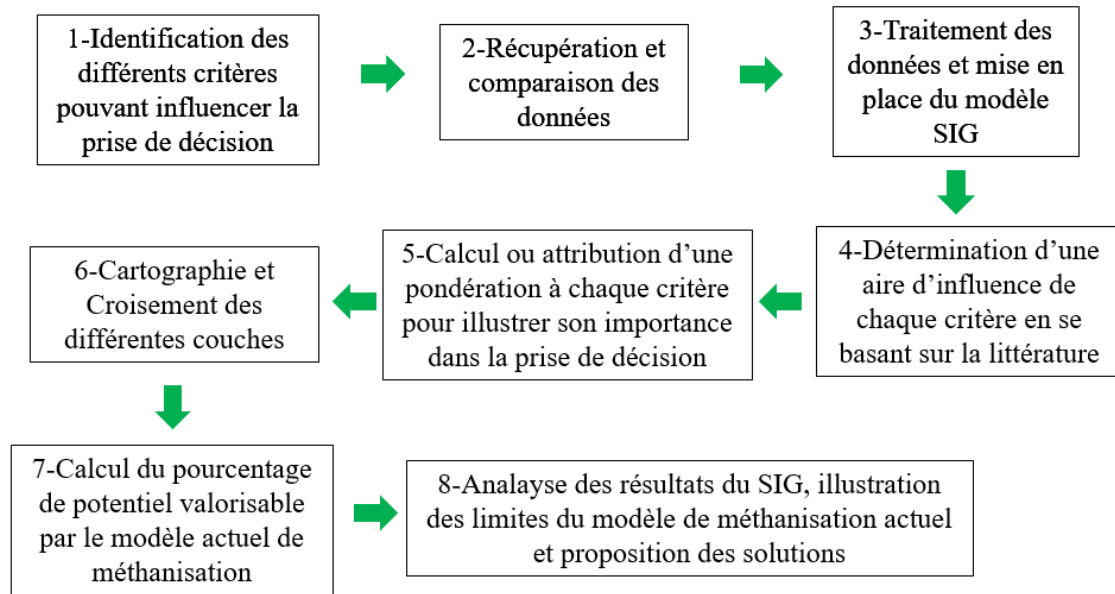 1-Identification des
différents critères
pouvant influencer la
prise de décision
2-Récupération et
comparaison des
données
3-Traitement des
données et mise en
place du modèle
SIG
4-Détermination d'une
aire d'influence de
chaque critère en se
basant sur la littérature
5-Calcul ou attribution d'une
pondération à chaque critère
pour illustrer son importance
dans la prise de décision
6-Cartographie et
Croisement des
différentes couches
7-Calcul du pourcentage
de potentiel valorisable
par le modèle actuel de
méthanisation
8-Analayse des résultats du SIG, illustration
des limites du modèle de méthanisation actuel
et proposition des solutions